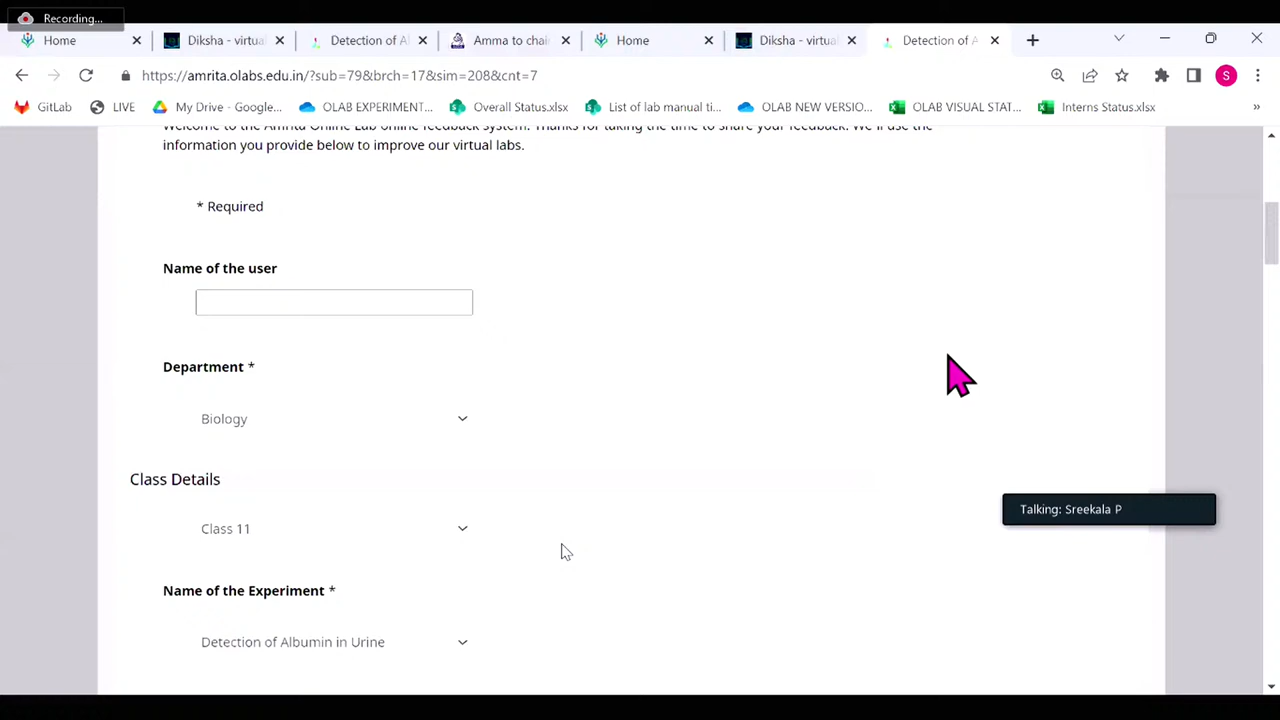 Recording...
Home
Diksha - virtua
Detection of Al
Amma to chai
Home
Diksha - virtua
Detection of A
https://amrita.olabs.edu.in/?sub=79&brch=17&sim=208&cnt=7
S
GitLab
LIVE
My Drive - Google...
OLAB EXPERIMENT...
Overall Status.xlsx
List of lab manual ti...
OLAB NEW VERSIO...
OLAB VISUAL STAT...
Interns Status.xlsx
»
Welcome to the Amrita Online Lab online feedback system. Thanks for taking the time to share your feedback. We'll use the
information you provide below to improve our virtual labs.
* Required
Name of the user
Department *
Biology
Class Details
Class 11
Talking: Sreekala P
Name of the Experiment *
Detection of Albumin in Urine